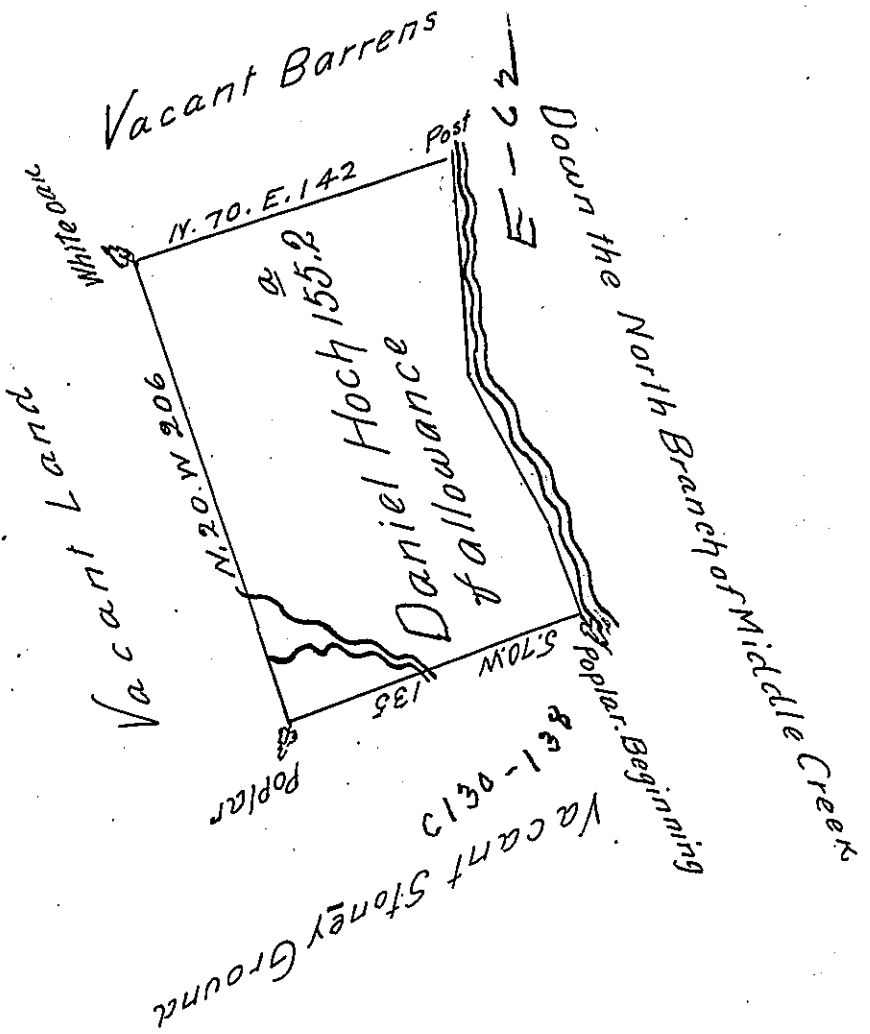 Vacant Barrens
White Oak
Post
N. 70. E. 142
E - 62
Down the North Branch of Middle Creek
a
Daniel Hoch 155.2
& allowance
N. 20. W 206
Vacant Land
S. 70. W
135
Poplar. Beginning
Poplar
C130 - 138
Vacant Stoney Ground